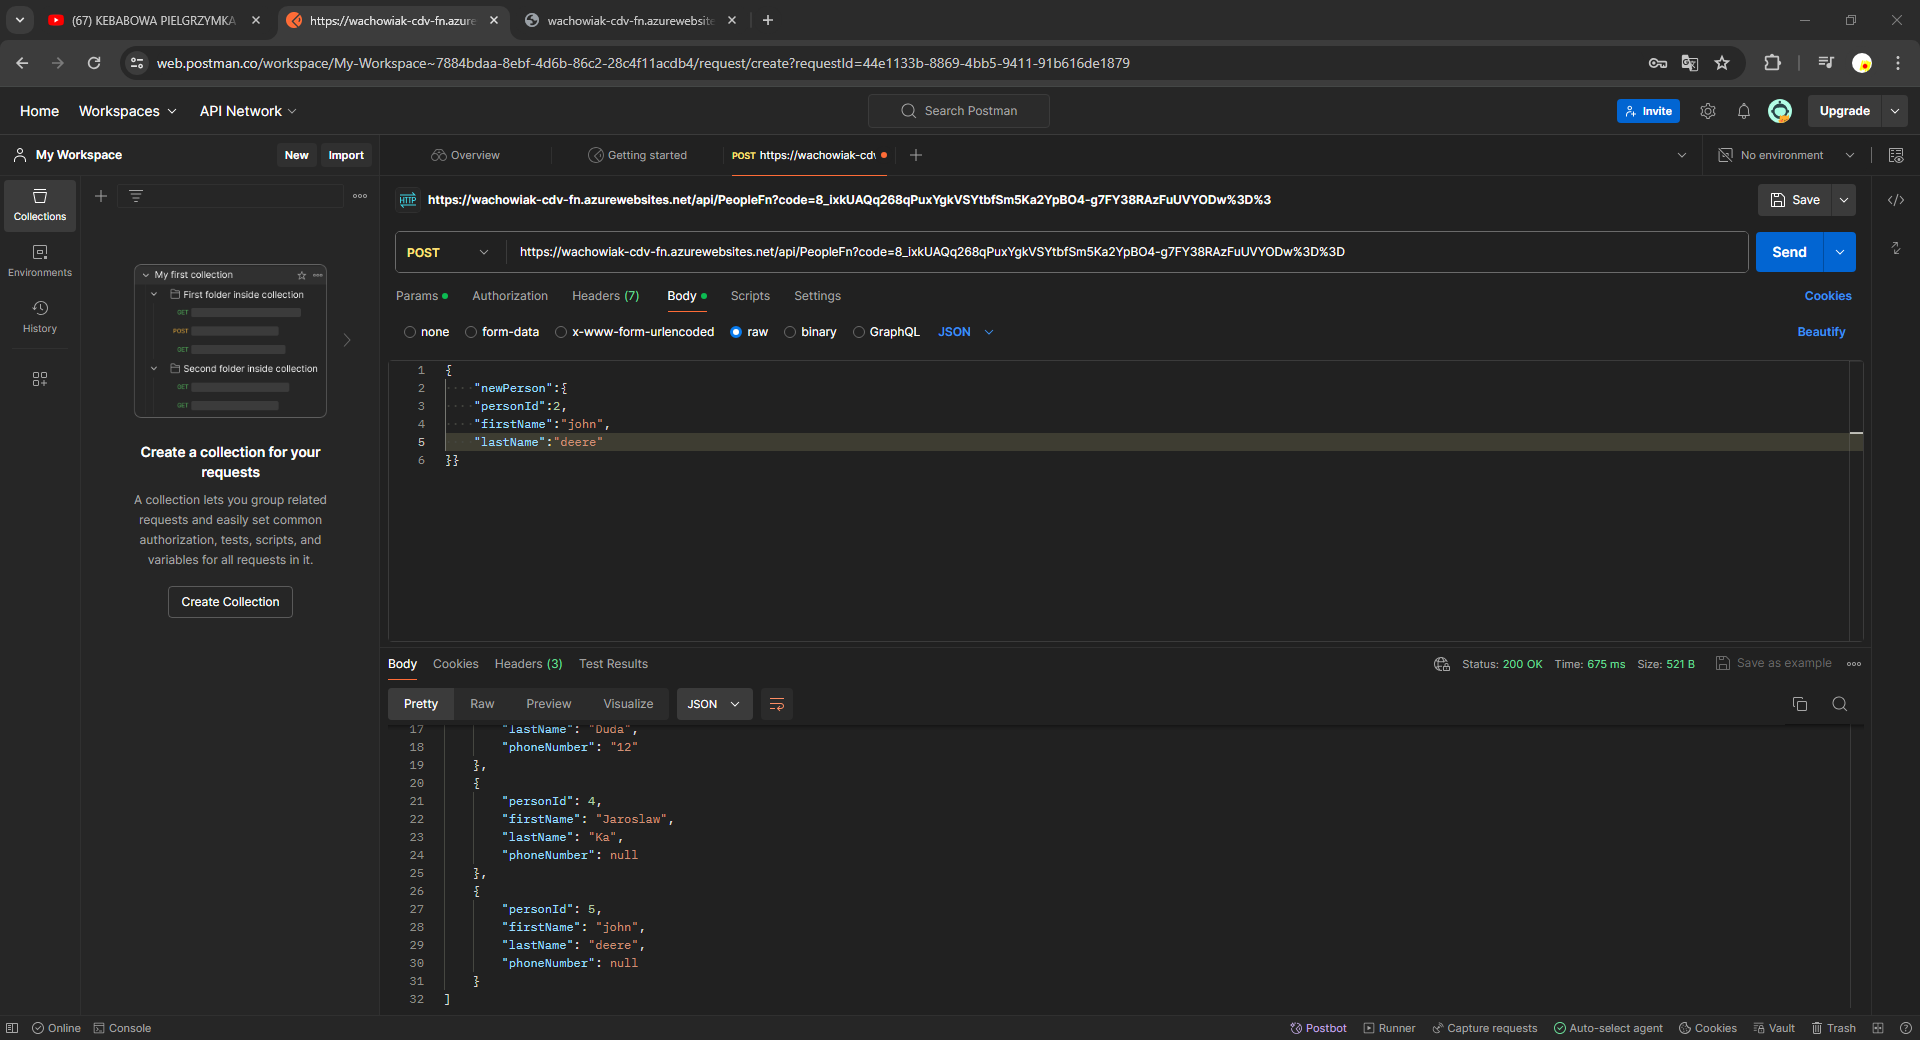 (67) KEBABOWA PIELGRZYMKA
https://wachowiak-cdv-fn.azure
wachowiak-cdv-fn.azurewebsite
web.postman.co/workspace/My-Workspace~7884bdaa-8ebf-4d6b-86c2-28c4f11acdb4/request/create?requestId=44e1133b-8869-4bb5-9411-91b616de1879
Home Workspaces API Network Search Postman Invite Upgrade
My Workspace New Import Overview Getting started POST https://wachowiak-cdv No environment
Collections
Environments
History
My first collection
First folder inside collection
GET
POST
GET
Second folder inside collection
GET
GET
Create a collection for your
requests
A collection lets you group related
requests and easily set common
authorization, tests, scripts, and
variables for all requests in it.
Create Collection
HTTP https://wachowiak-cdv-fn.azurewebsites.net/api/PeopleFn?code=8_ixkUAQq268qPuxYgkVSYtbfSm5Ka2YpBO4-g7FY38RAzFuUVYODw%3D%3 Save
POST https://wachowiak-cdv-fn.azurewebsites.net/api/PeopleFn?code=8_ixkUAQq268qPuxYgkVSYtbfSm5Ka2YpBO4-g7FY38RAzFuUVYODw%3D%3D Send
Params Authorization Headers (7) Body Scripts Settings Cookies
none form-data x-www-form-urlencoded raw binary GraphQL JSON Beautify
1 {
2 "newPerson":{
3 "personId":2,
4 "firstName":"john",
5 "lastName":"deere"
6 }}
Body Cookies Headers (3) Test Results Status: 200 OK Time: 675 ms Size: 521 B Save as example
Pretty Raw Preview Visualize JSON
17 "lastName": "Duda",
18 "phoneNumber": "12"
19 },
20 {
21 "personId": 4,
22 "firstName": "Jaroslaw",
23 "lastName": "Ka",
24 "phoneNumber": null
25 },
26 {
27 "personId": 5,
28 "firstName": "john",
29 "lastName": "deere",
30 "phoneNumber": null
31 }
32 ]
Online Console Postbot Runner Capture requests Auto-select agent Cookies Vault Trash